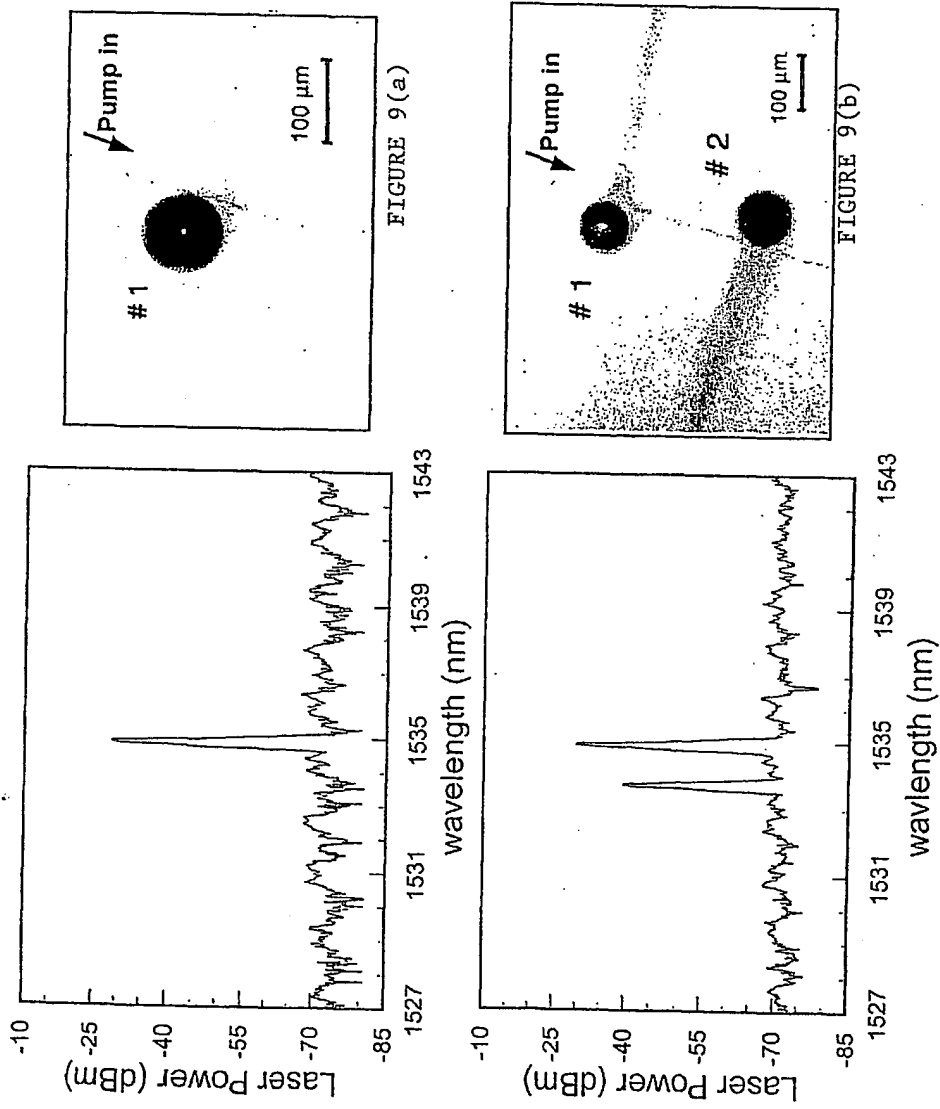 Laser Power (dBm)
-10
-25
-40
-55
-70
-85
1527
1531
1535
1539
1543
wavelength (nm)
# 1
Pump in
100 µm
FIGURE 9(a)
Laser Power (dBm)
-10
-25
-40
-55
-70
-85
1527
1531
1535
1539
1543
wavlength (nm)
# 1
Pump in
# 2
100 µm
FIGURE 9(b)